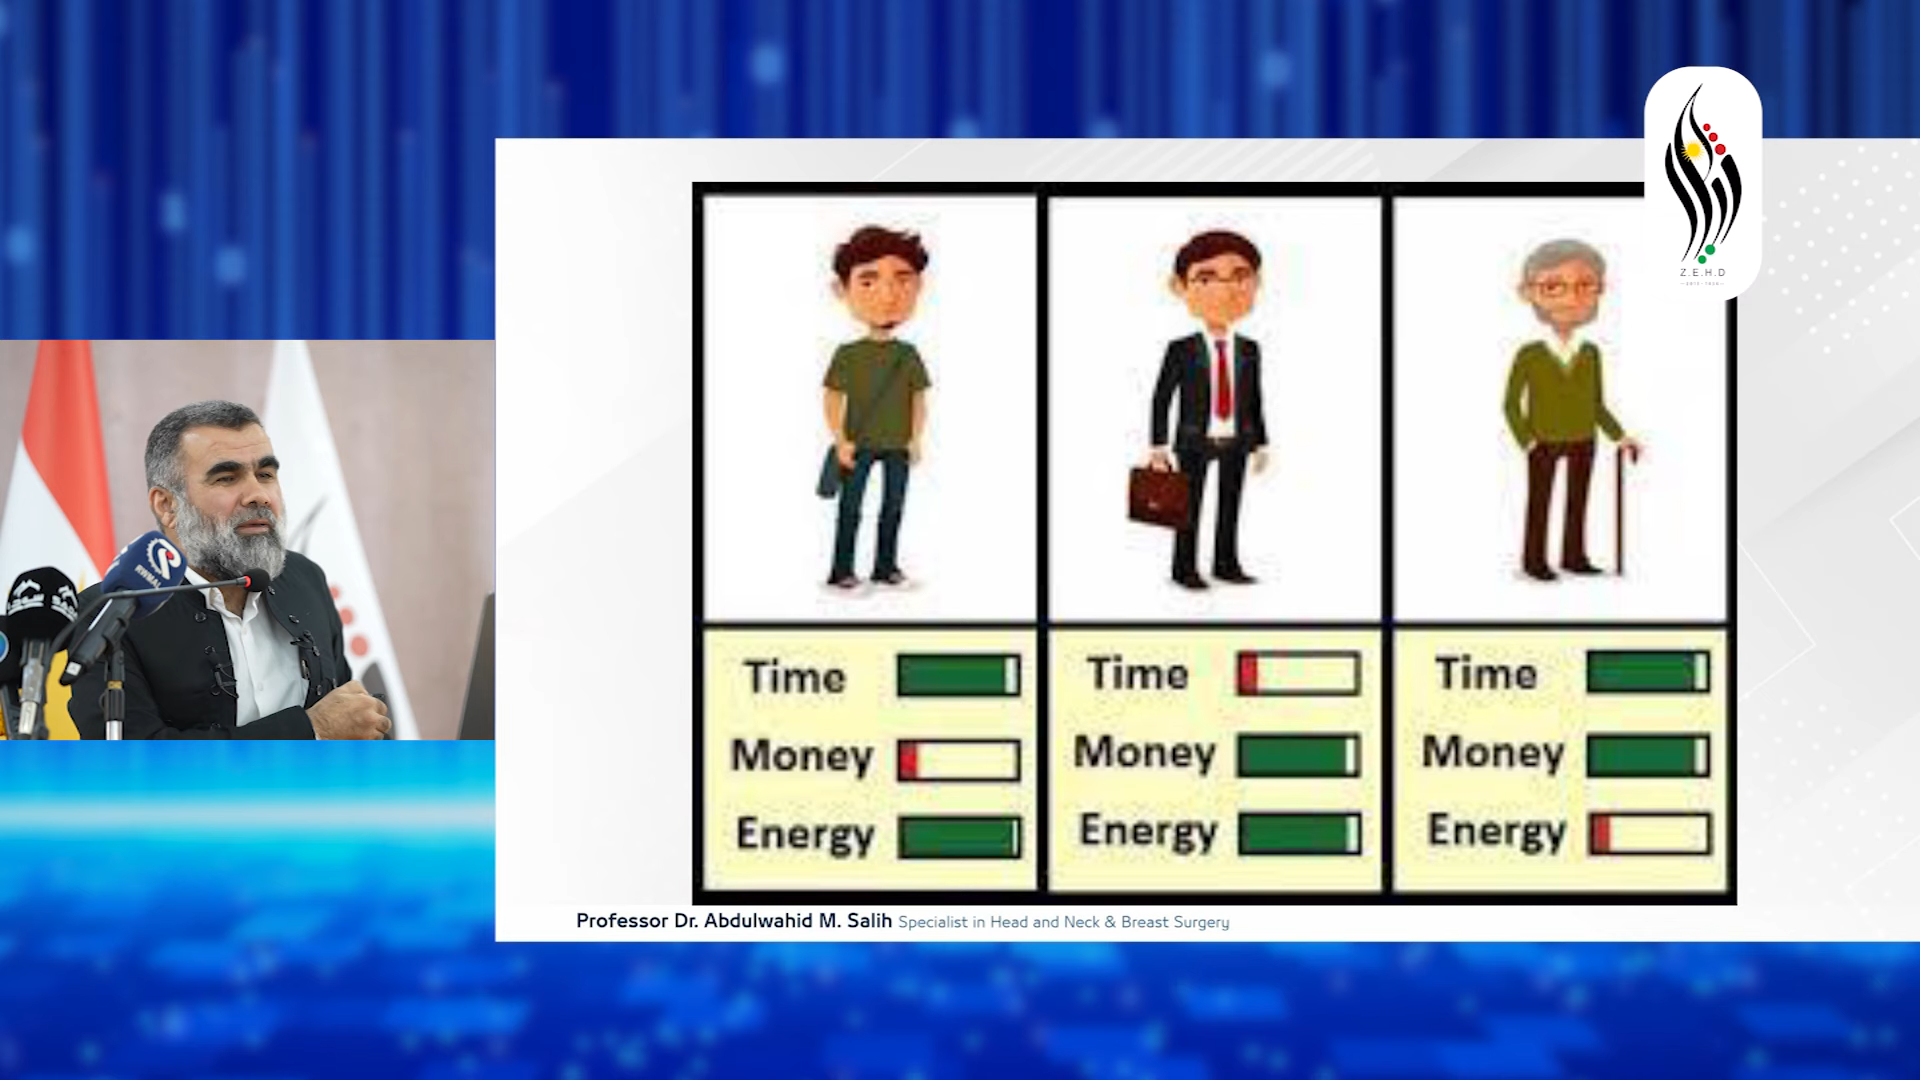 Z.E.H.D
RWMAL
Time
Money
Energy
Time
Money
Energy
Time
Money
Energy
Professor Dr. Abdulwahid M. Salih Specialist in Head and Neck & Breast Surgery